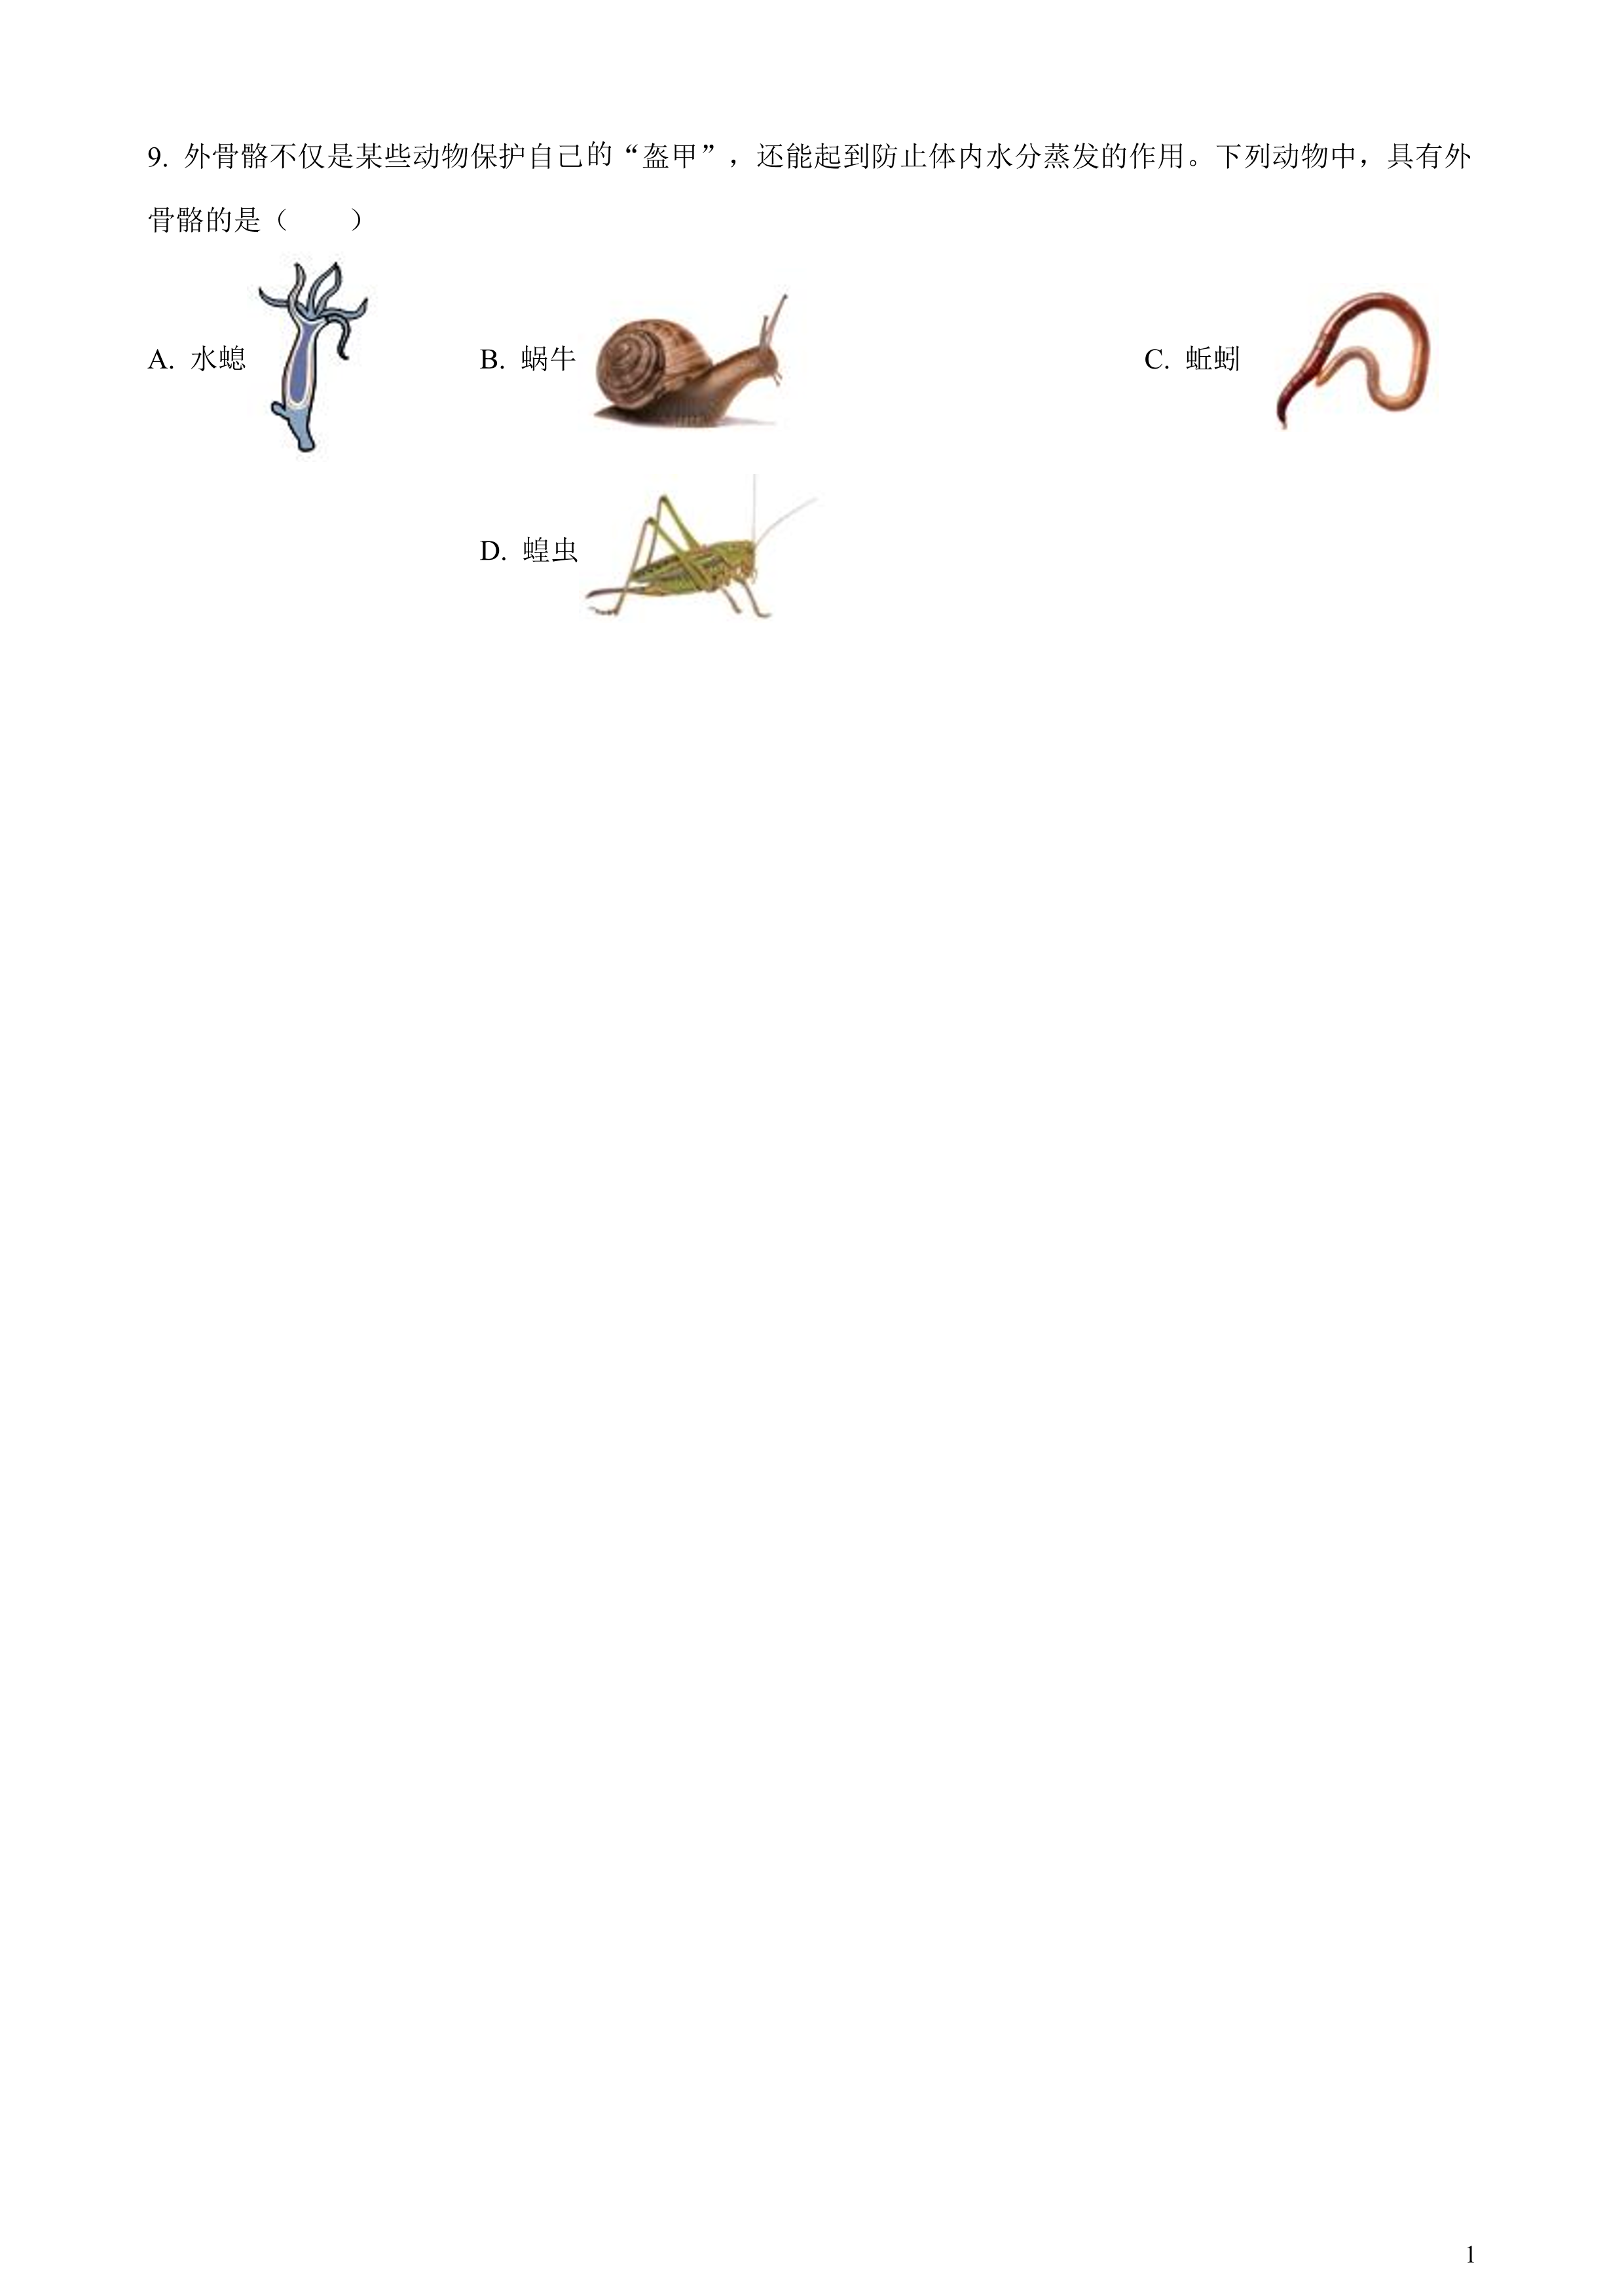 9. 外骨骼不仅是某些动物保护自己的“盔甲”，还能起到防止体内水分蒸发的作用。下列动物中，具有外
骨骼的是（　　）
A. 水螅 B. 蜗牛 C. 蚯蚓
D. 蝗虫
1